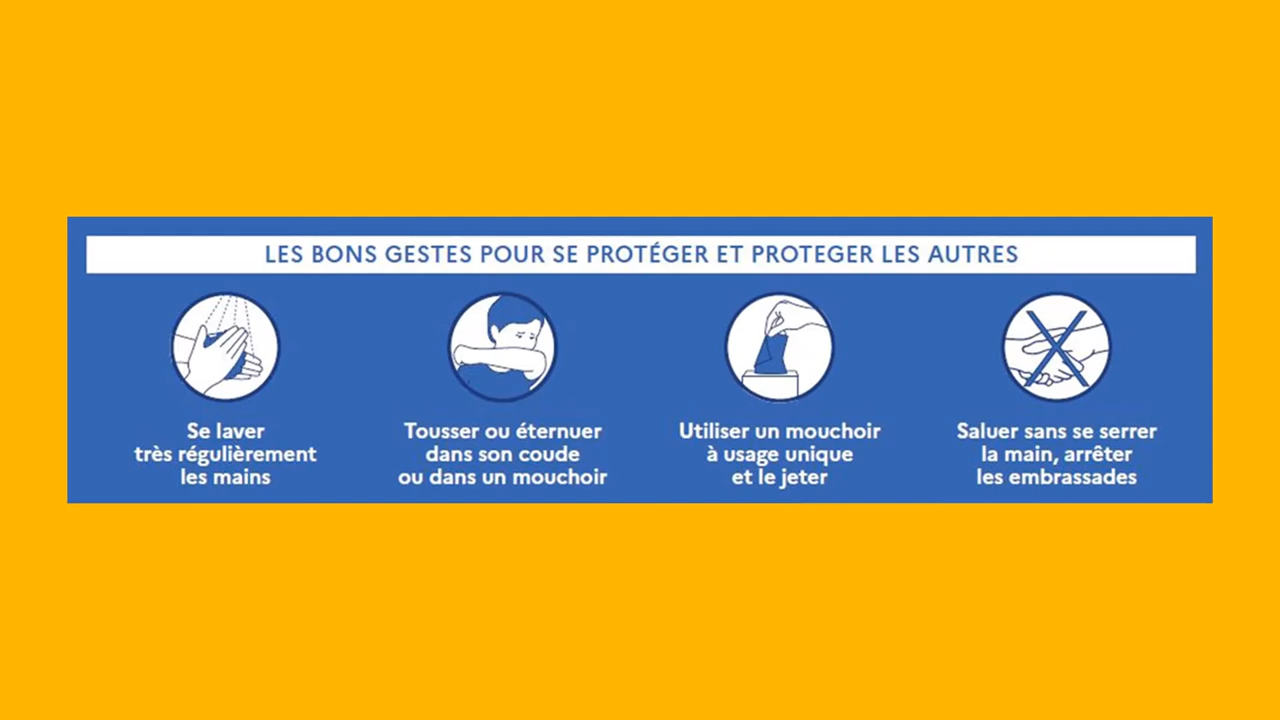 LES BONS GESTES POUR SE PROTÉGER ET PROTEGER LES AUTRES
Se laver
très régulièrement
les mains
Tousser ou éternuer
dans son coude
ou dans un mouchoir
Utiliser un mouchoir
à usage unique
et le jeter
Saluer sans se serrer
la main, arrêter
les embrassades